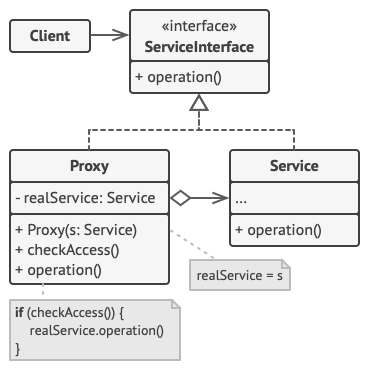 Client
«interface»
ServiceInterface
+ operation()
Proxy
- realService: Service
+ Proxy(s: Service)
+ checkAccess()
+ operation()
Service
...
+ operation()
realService = s
if (checkAccess()) {
realService.operation()
}